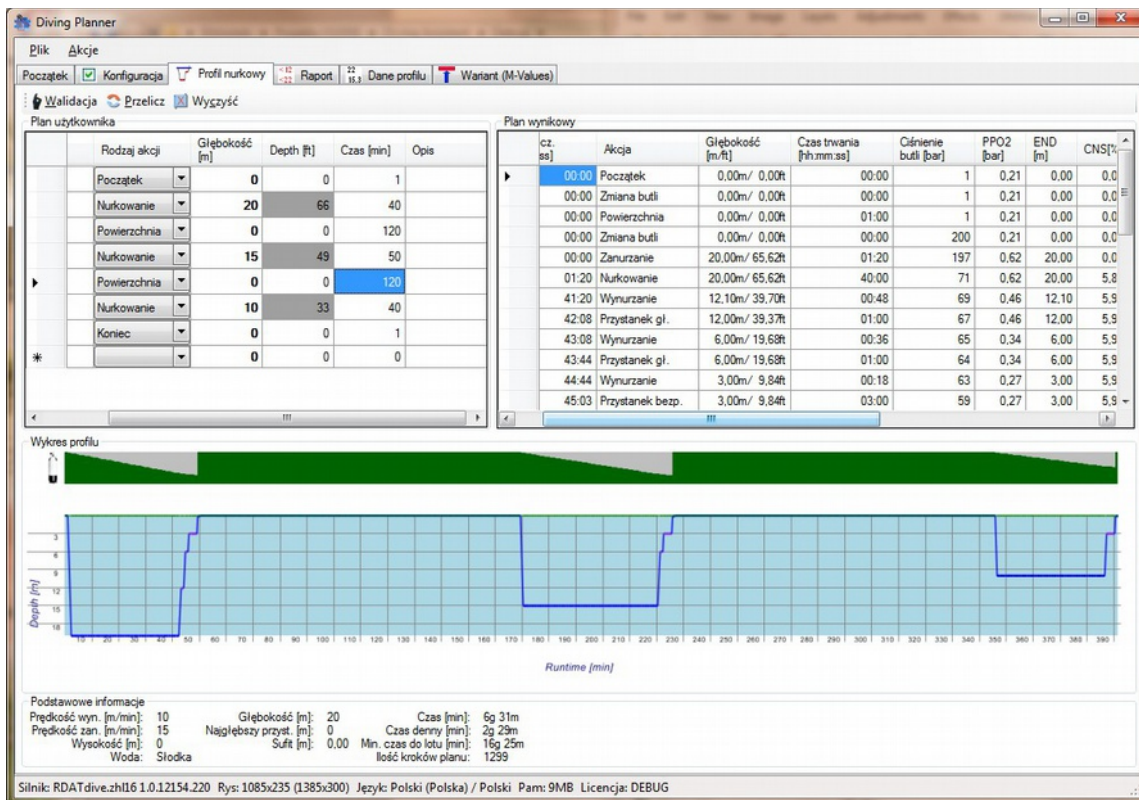 Diving Planner
Plik Akcje
Początek Konfiguracja Profil nurkowy Raport Dane profilu Wariant (M-Values)
Walidacja Przelicz Wyczyść
Plan użytkownika
Rodzaj akcji Głębokość [m] Depth [ft] Czas [min] Opis
Początek 0 0 1
Nurkowanie 20 66 40
Powierzchnia 0 0 120
Nurkowanie 15 49 50
Powierzchnia 0 0 120
Nurkowanie 10 33 40
Koniec 0 0 1
0 0 0
Plan wynikowy
cz. ss] Akcja Głębokość [m/ft] Czas trwania [hh:mm:ss] Ciśnienie butli [bar] PPO2 [bar] END [m] CNS[%
00:00 Początek 0,00m/ 0,00ft 00:00 1 0,21 0,00 0,0
00:00 Zmiana butli 0,00m/ 0,00ft 00:00 1 0,21 0,00 0,0
00:00 Powierzchnia 0,00m/ 0,00ft 01:00 1 0,21 0,00 0,0
00:00 Zmiana butli 0,00m/ 0,00ft 00:00 200 0,21 0,00 0,0
00:00 Zanurzanie 20,00m/ 65,62ft 01:20 197 0,62 20,00 0,0
01:20 Nurkowanie 20,00m/ 65,62ft 40:00 71 0,62 20,00 5,8
41:20 Wynurzanie 12,10m/ 39,70ft 00:48 69 0,46 12,10 5,9
42:08 Przystanek gł. 12,00m/ 39,37ft 01:00 67 0,46 12,00 5,9
43:08 Wynurzanie 6,00m/ 19,68ft 00:36 65 0,34 6,00 5,9
43:44 Przystanek gł. 6,00m/ 19,68ft 01:00 64 0,34 6,00 5,9
44:44 Wynurzanie 3,00m/ 9,84ft 00:18 63 0,27 3,00 5,9
45:03 Przystanek bezp. 3,00m/ 9,84ft 03:00 59 0,27 3,00 5,9
Wykres profilu
3
6
9
12
15
18
Depth [m]
10 20 30 40 50 60 70 80 90 100 110 120 130 140 150 160 170 180 190 200 210 220 230 240 250 260 270 280 290 300 310 320 330 340 350 360 370 380 390
Runtime [min]
Podstawowe informacje
Prędkość wyn. [m/min]: 10 Głębokość [m]: 20 Czas [min]: 6g 31m
Prędkość zan. [m/min]: 15 Najgłębszy przyst. [m]: 0 Czas denny [min]: 2g 29m
Wysokość [m]: 0 Sufit [m]: 0,00 Min. czas do lotu [min]: 16g 25m
Woda: Słodka Ilość kroków planu: 1299
Silnik: RDATdive.zhl16 1.0.12154.220 Rys: 1085x235 (1385x300) Język: Polski (Polska) / Polski Pam: 9MB Licencja: DEBUG